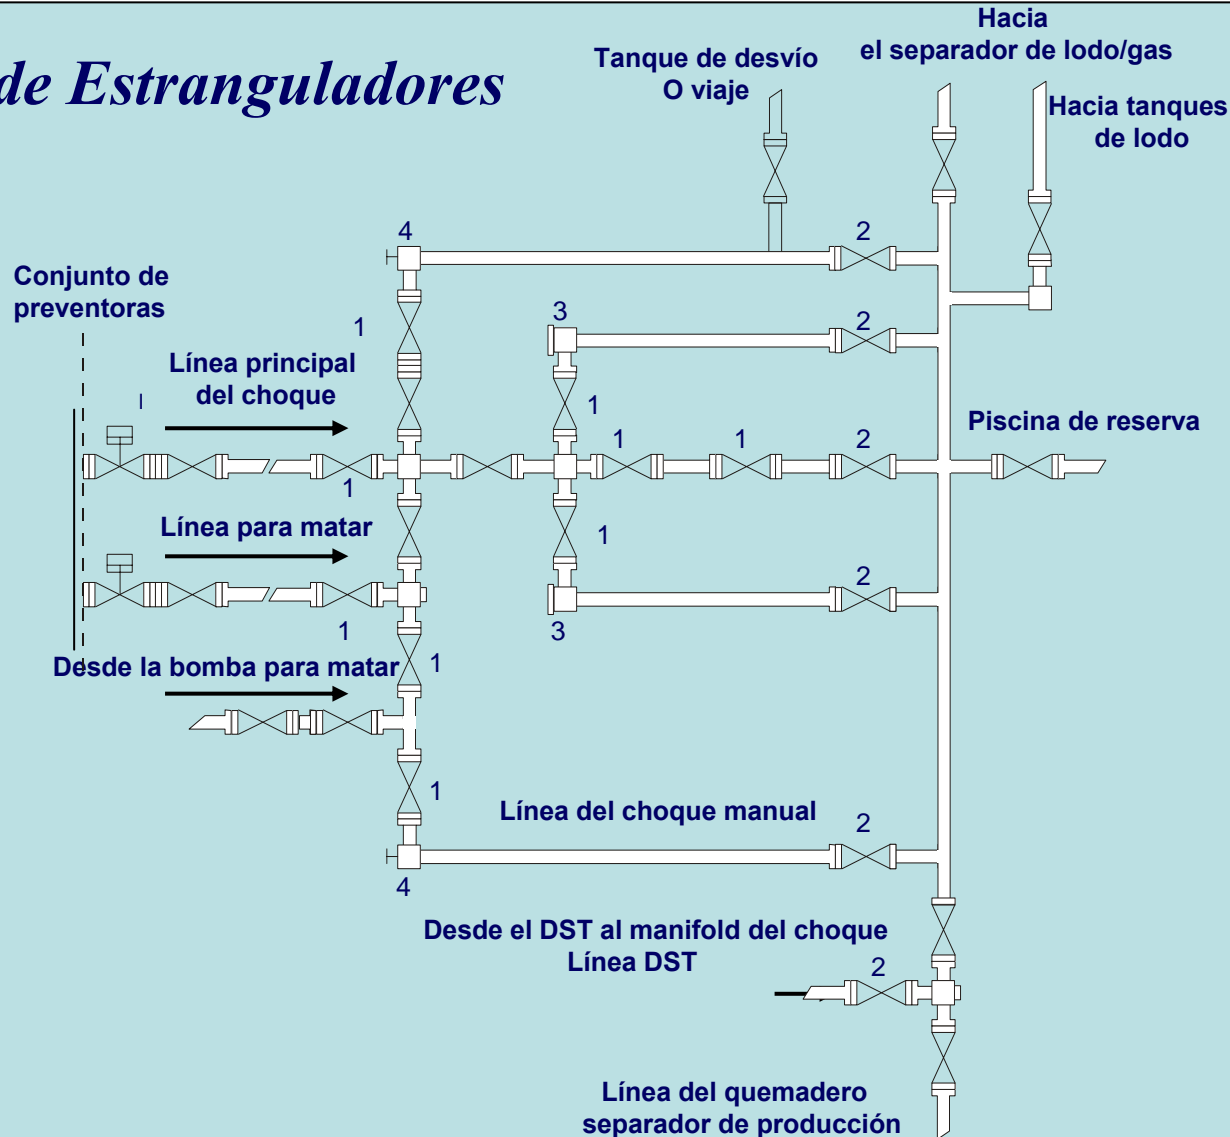 de Estranguladores
Hacia
el separador de lodo/gas
Tanque de desvío
O viaje
Hacia tanques
de lodo
4
2
Conjunto de
preventoras
3
2
1
Línea principal
del choque
I
1
1
1
2
Piscina de reserva
1
Línea para matar
1
2
1
3
Desde la bomba para matar
1
1
Línea del choque manual
2
4
Desde el DST al manifold del choque
Línea DST
2
Línea del quemadero
separador de producción